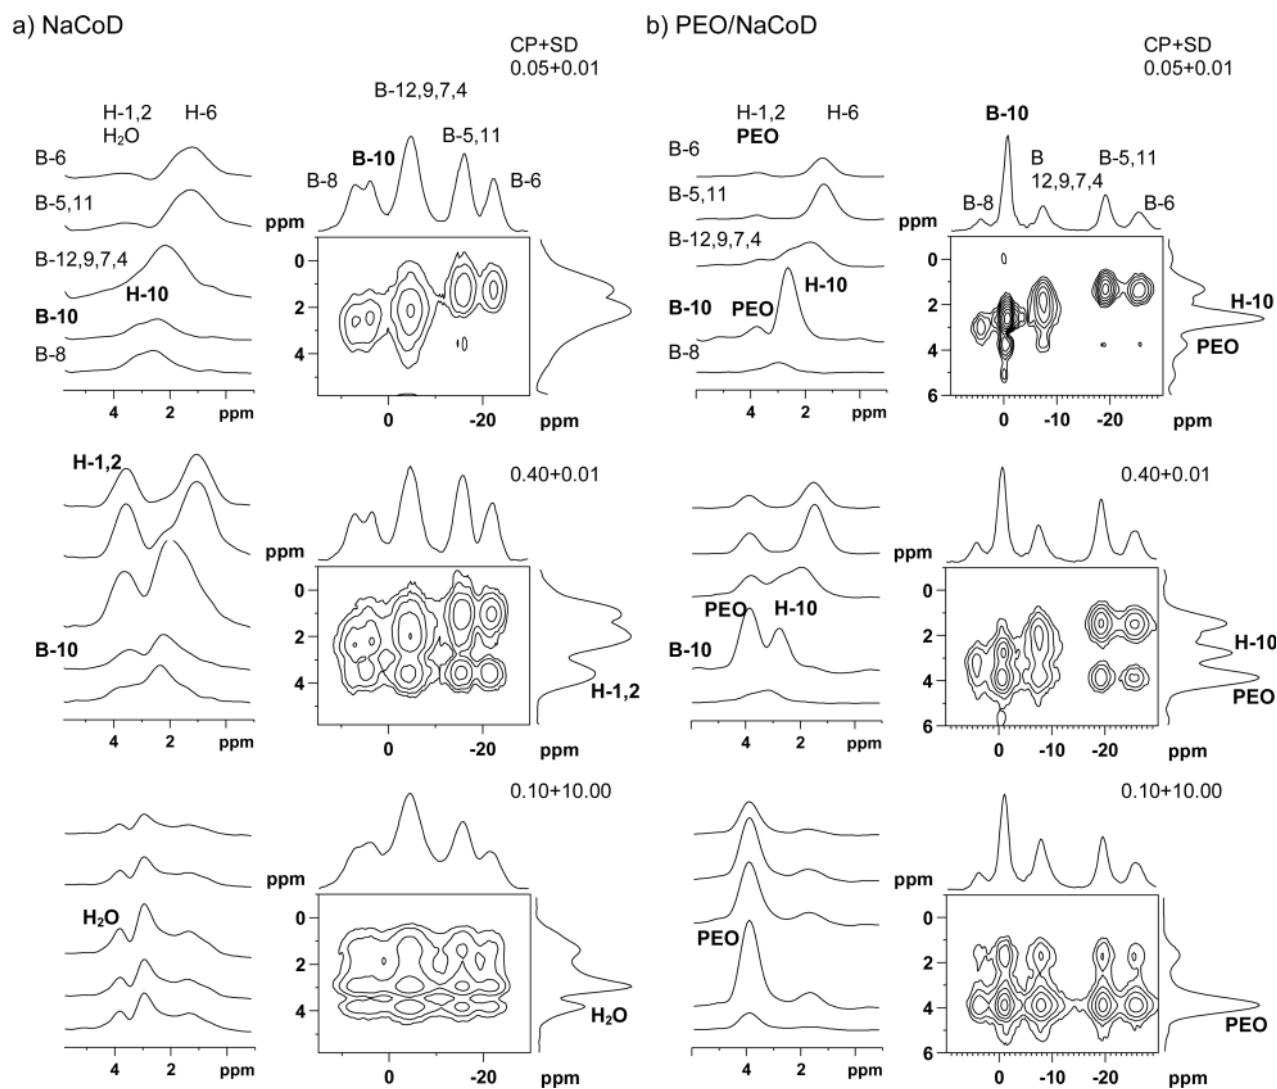 a) NaCoD
CP+SD
0.05+0.01
B-12,9,7,4
H-1,2
H-6
H₂O
B-5,11
B-10
B-6
B-8
B-6
B-5,11
ppm
B-12,9,7,4
H-10
B-10
B-8
0
2
4
4
2
ppm
0
-20
ppm
H-1,2
0.40+0.01
ppm
B-10
0
2
4
H-1,2
4
2
ppm
0
-20
ppm
0.10+10.00
ppm
H₂O
0
2
4
H₂O
4
2
ppm
0
-20
ppm
b) PEO/NaCoD
CP+SD
0.05+0.01
H-1,2
H-6
PEO
B-10
B
12,9,7,4
B-5,11
B-8
B-6
B-6
B-5,11
ppm
B-12,9,7,4
H-10
PEO
B-10
B-8
0
2
4
6
H-10
PEO
4
2
ppm
0
-10
-20
ppm
0.40+0.01
ppm
PEO
H-10
B-10
0
2
4
6
H-10
PEO
4
2
ppm
0
-10
-20
ppm
0.10+10.00
ppm
PEO
0
2
4
6
PEO
4
2
ppm
0
-10
-20
ppm